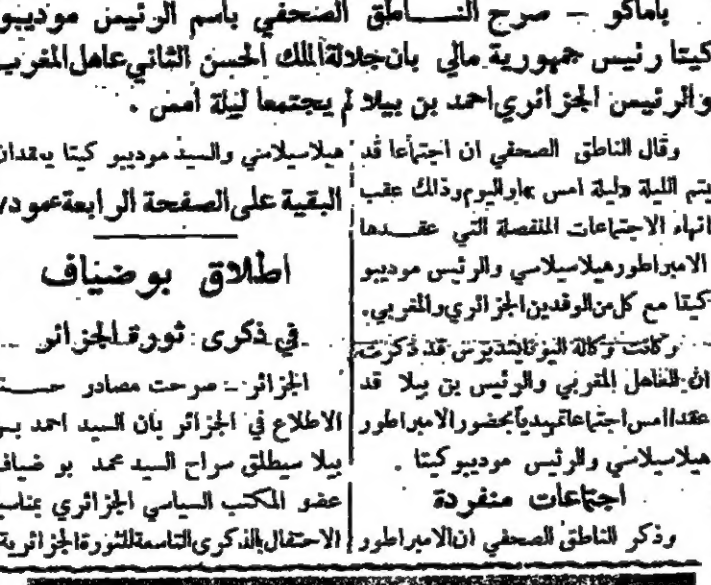 باماكو – صرح النـــاطق الصحفي باسم الرئيس موديبو
كيتا رئيس جمهورية مالي بان جلالة الملك الحسن الثاني عاهل المغرب
والرئيس الجزائري احمد بن بيلا لم يجتمعا ليلة امس .
وقال الناطق الصحفي ان اجتماعا قد
يتم الليلة «ليلة امس » او اليوم وذلك عقب
انهاء الاجتماعات المنفصلة التي عقـــدها
الامبراطور هيلاسيلاسي والرئيس موديبو
كيتا مع كل من الوفدين الجزائري والمغربي.
وكانت وكالة اليونايتدبرس قد ذكرت
ان العاهل المغربي والرئيس بن بيلا قد
عقدا امس اجتماعا تمهيدياً بحضور الامبراطور
هيلاسيلاسي والرئيس موديبو كيتا .
اجتماعات منفردة
وذكر الناطق الصحفي ان الامبراطور
هيلاسيلاسي والسيد موديبو كيتا يعقدان
البقية على الصفحة الرابعة عمود ٧
اطلاق بوضياف
في ذكرى ثورة الجزائر
الجزائر – صرحت مصادر حســنة
الاطلاع في الجزائر بان السيد احمد بن
بيلا سيطلق سراح السيد محمد بو ضياف
عضو المكتب السياسي الجزائري
الاحتفال بالذكرى التاسعة للثورة الجزائرية